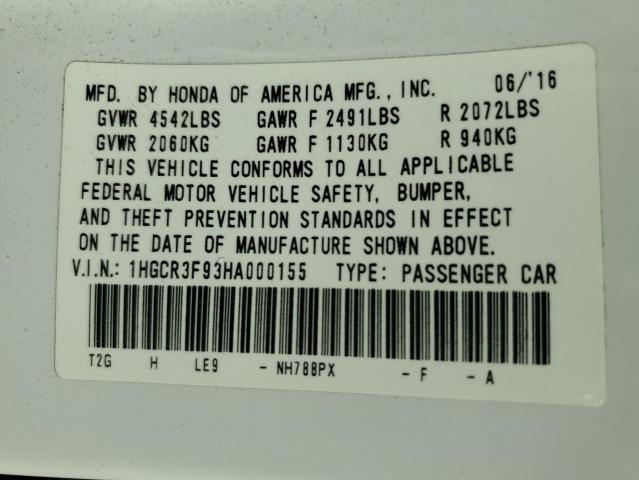 MFD. BY HONDA OF AMERICA MFG., INC. 06/'16
GVWR 4542LBS GAWR F 2491LBS R 2072LBS
GVWR 2060KG GAWR F 1130KG R 940KG
THIS VEHICLE CONFORMS TO ALL APPLICABLE
FEDERAL MOTOR VEHICLE SAFETY, BUMPER,
AND THEFT PREVENTION STANDARDS IN EFFECT
ON THE DATE OF MANUFACTURE SHOWN ABOVE.
V.I.N.: 1HGCR3F93HA000155 TYPE: PASSENGER CAR
T2G H LE9 - NH788PX - F - A